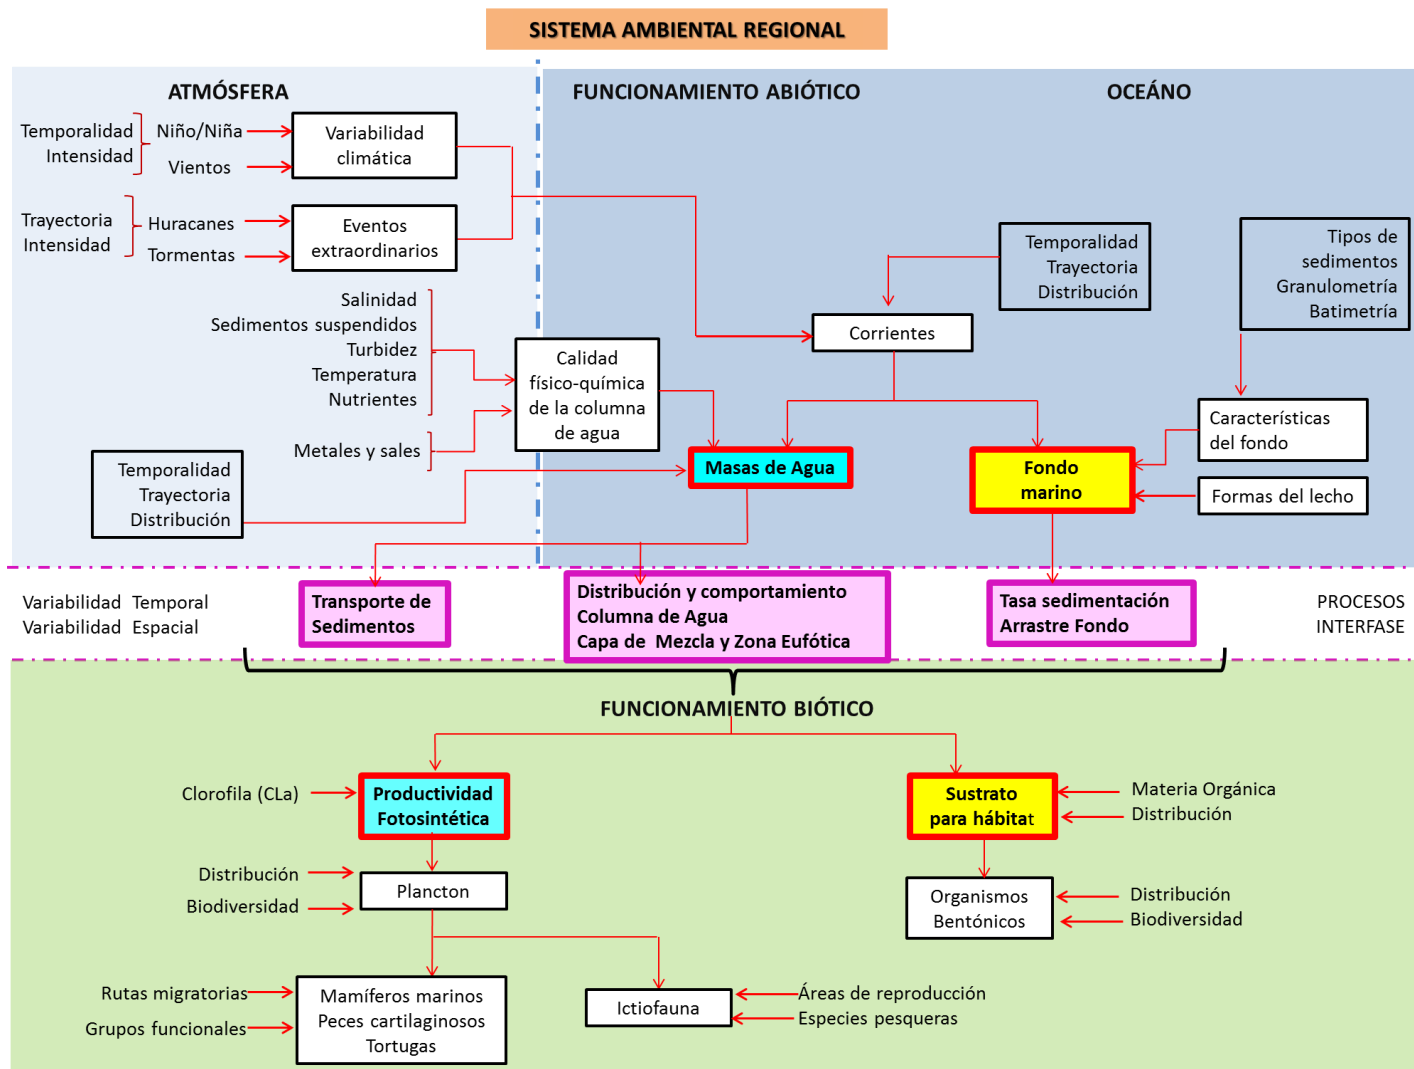 SISTEMA AMBIENTAL REGIONAL
ATMÓSFERA
FUNCIONAMIENTO ABIÓTICO
OCEÁNO
Temporalidad
Intensidad
Niño/Niña
Vientos
Variabilidad
climática
Trayectoria
Intensidad
Huracanes
Tormentas
Eventos
extraordinarios
Temporalidad
Trayectoria
Distribución
Tipos de
sedimentos
Granulometría
Batimetría
Salinidad
Sedimentos suspendidos
Turbidez
Temperatura
Nutrientes
Metales y sales
Calidad
físico-química
de la columna
de agua
Corrientes
Características
del fondo
Formas del lecho
Temporalidad
Trayectoria
Distribución
Masas de Agua
Fondo
marino
Variabilidad Temporal
Variabilidad Espacial
Transporte de
Sedimentos
Distribución y comportamiento
Columna de Agua
Capa de Mezcla y Zona Eufótica
Tasa sedimentación
Arrastre Fondo
PROCESOS
INTERFASE
FUNCIONAMIENTO BIÓTICO
Clorofila (CLa)
Productividad
Fotosintética
Sustrato
para hábitat
Materia Orgánica
Distribución
Distribución
Biodiversidad
Plancton
Organismos
Bentónicos
Distribución
Biodiversidad
Rutas migratorias
Grupos funcionales
Mamíferos marinos
Peces cartilaginosos
Tortugas
Ictiofauna
Áreas de reproducción
Especies pesqueras